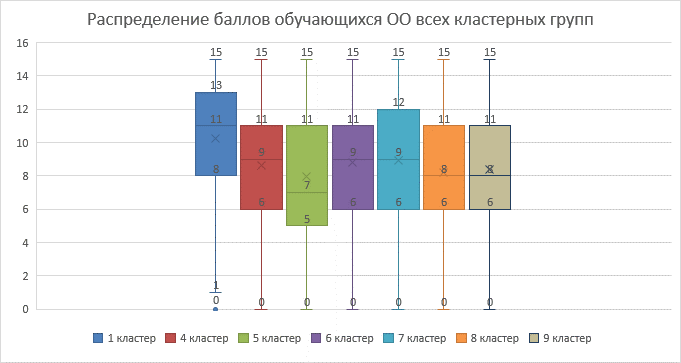 Распределение баллов обучающихся ОО всех кластерных групп
16
14
12
10
8
6
4
2
0
15 15 15 15 15 15
13
12
11 11 11 11 11 11
9 9 9
8 8 8
7
6 6 6 6 6
5
1
0 0 0 0 0 0 0
1 кластер 4 кластер 5 кластер 6 кластер 7 кластер 8 кластер 9 кластер